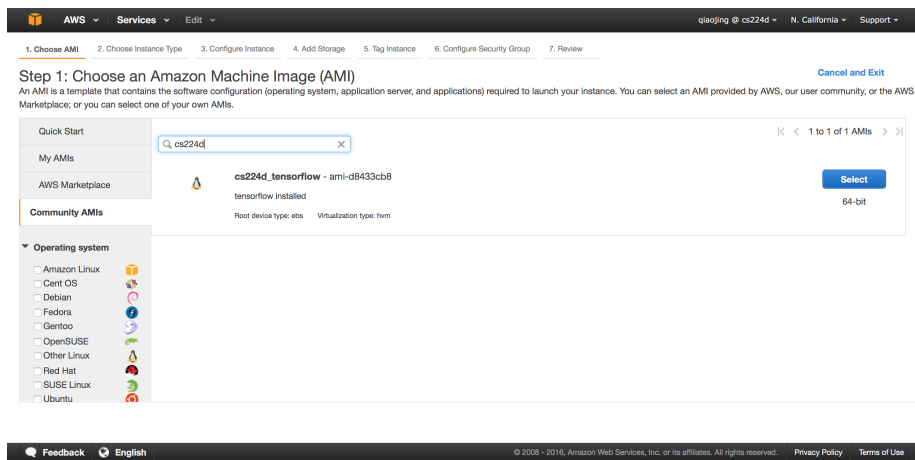 AWS Services Edit qiaojing @ cs224d N. California Support
1. Choose AMI 2. Choose Instance Type 3. Configure Instance 4. Add Storage 5. Tag Instance 6. Configure Security Group 7. Review
Step 1: Choose an Amazon Machine Image (AMI)
Cancel and Exit
An AMI is a template that contains the software configuration (operating system, application server, and applications) required to launch your instance. You can select an AMI provided by AWS, our user community, or the AWS
Marketplace; or you can select one of your own AMIs.
Quick Start
My AMIs
AWS Marketplace
Community AMIs
Operating system
Amazon Linux
Cent OS
Debian
Fedora
Gentoo
OpenSUSE
Other Linux
Red Hat
SUSE Linux
Ubuntu
cs224d
1 to 1 of 1 AMIs
cs224d_tensorflow - ami-d8433cb8
tensorflow installed
Root device type: ebs Virtualization type: hvm
Select
64-bit
Feedback English © 2008 - 2016, Amazon Web Services, Inc. or its affiliates. All rights reserved. Privacy Policy Terms of Use